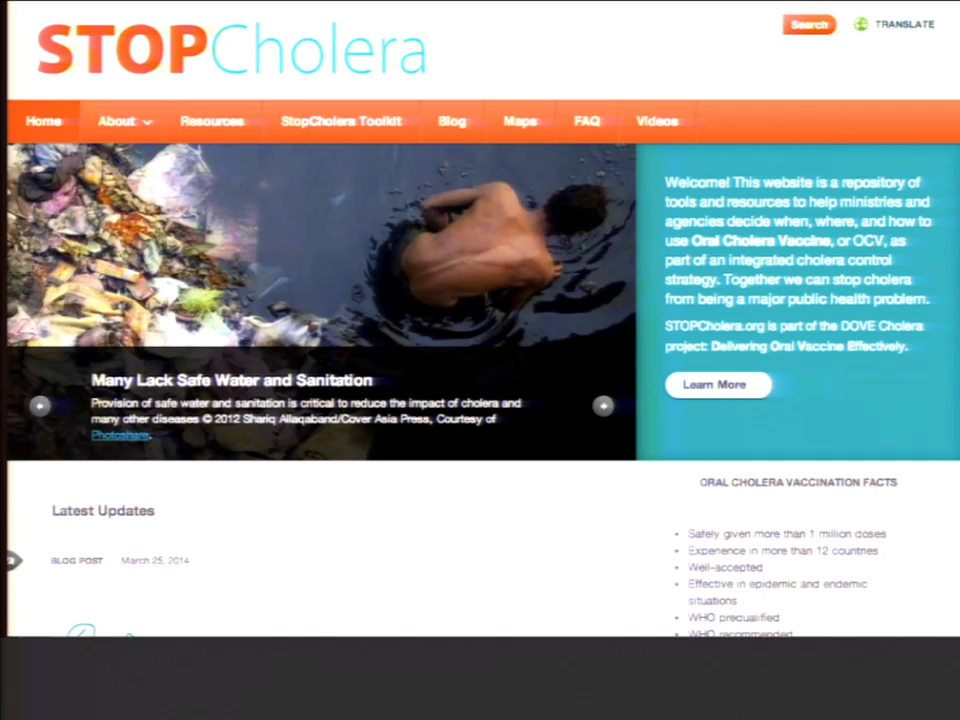 STOPCholera
Search
TRANSLATE
Home About Resources StopCholera Toolkit Blog Maps FAQ Videos
Welcome! This website is a repository of
tools and resources to help ministries and
agencies decide when, where, and how to
use Oral Cholera Vaccine, or OCV, as
part of an integrated cholera control
strategy. Together we can stop cholera
from being a major public health problem.
STOPCholera.org is part of the DOVE Cholera
project: Delivering Oral Vaccine Effectively.
Learn More
Many Lack Safe Water and Sanitation
Provision of safe water and sanitation is critical to reduce the impact of cholera and
many other diseases © 2012 Shariq Allaqaband/Cover Asia Press, Courtesy of
Photoshare.
Latest Updates
BLOG POST March 25, 2014
ORAL CHOLERA VACCINATION FACTS
Safely given more than 1 million doses
Experience in more than 12 countries
Well-accepted
Effective in epidemic and endemic
situations
WHO prequalified
WHO recommended